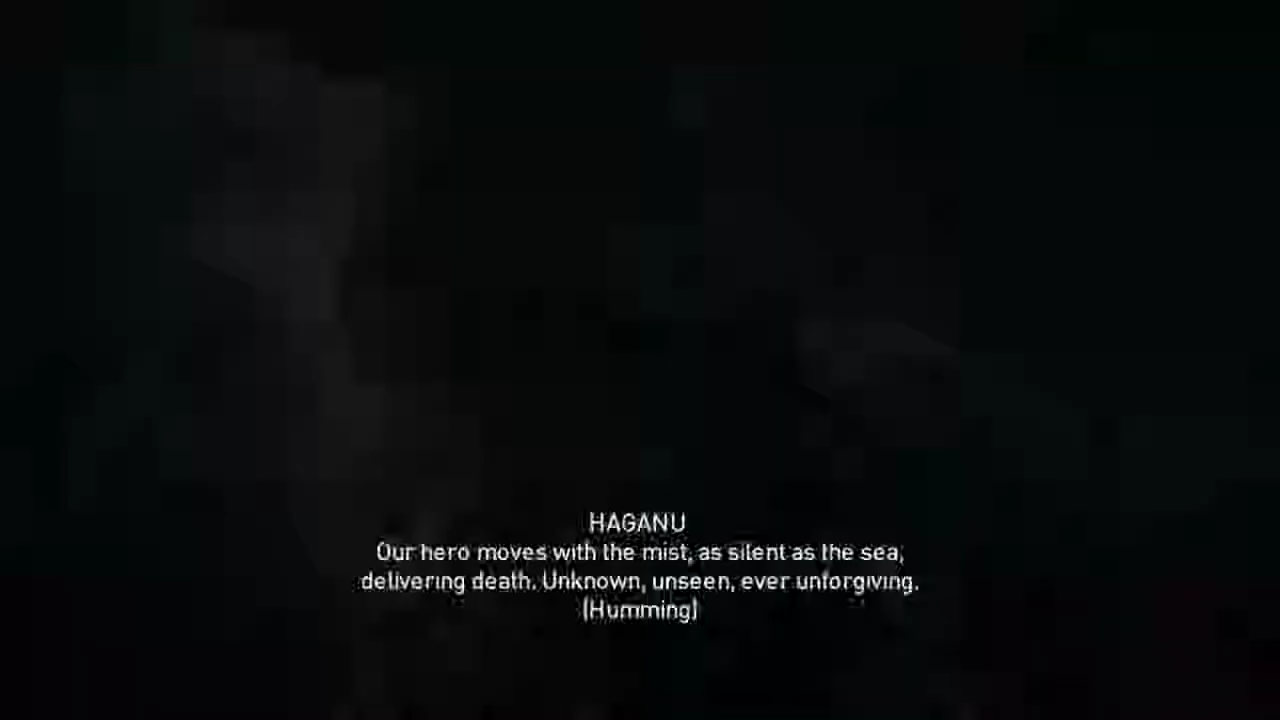 HAGANU
Our hero moves with the mist, as silent as the sea,
delivering death. Unknown, unseen, ever unforgiving.
(Humming)